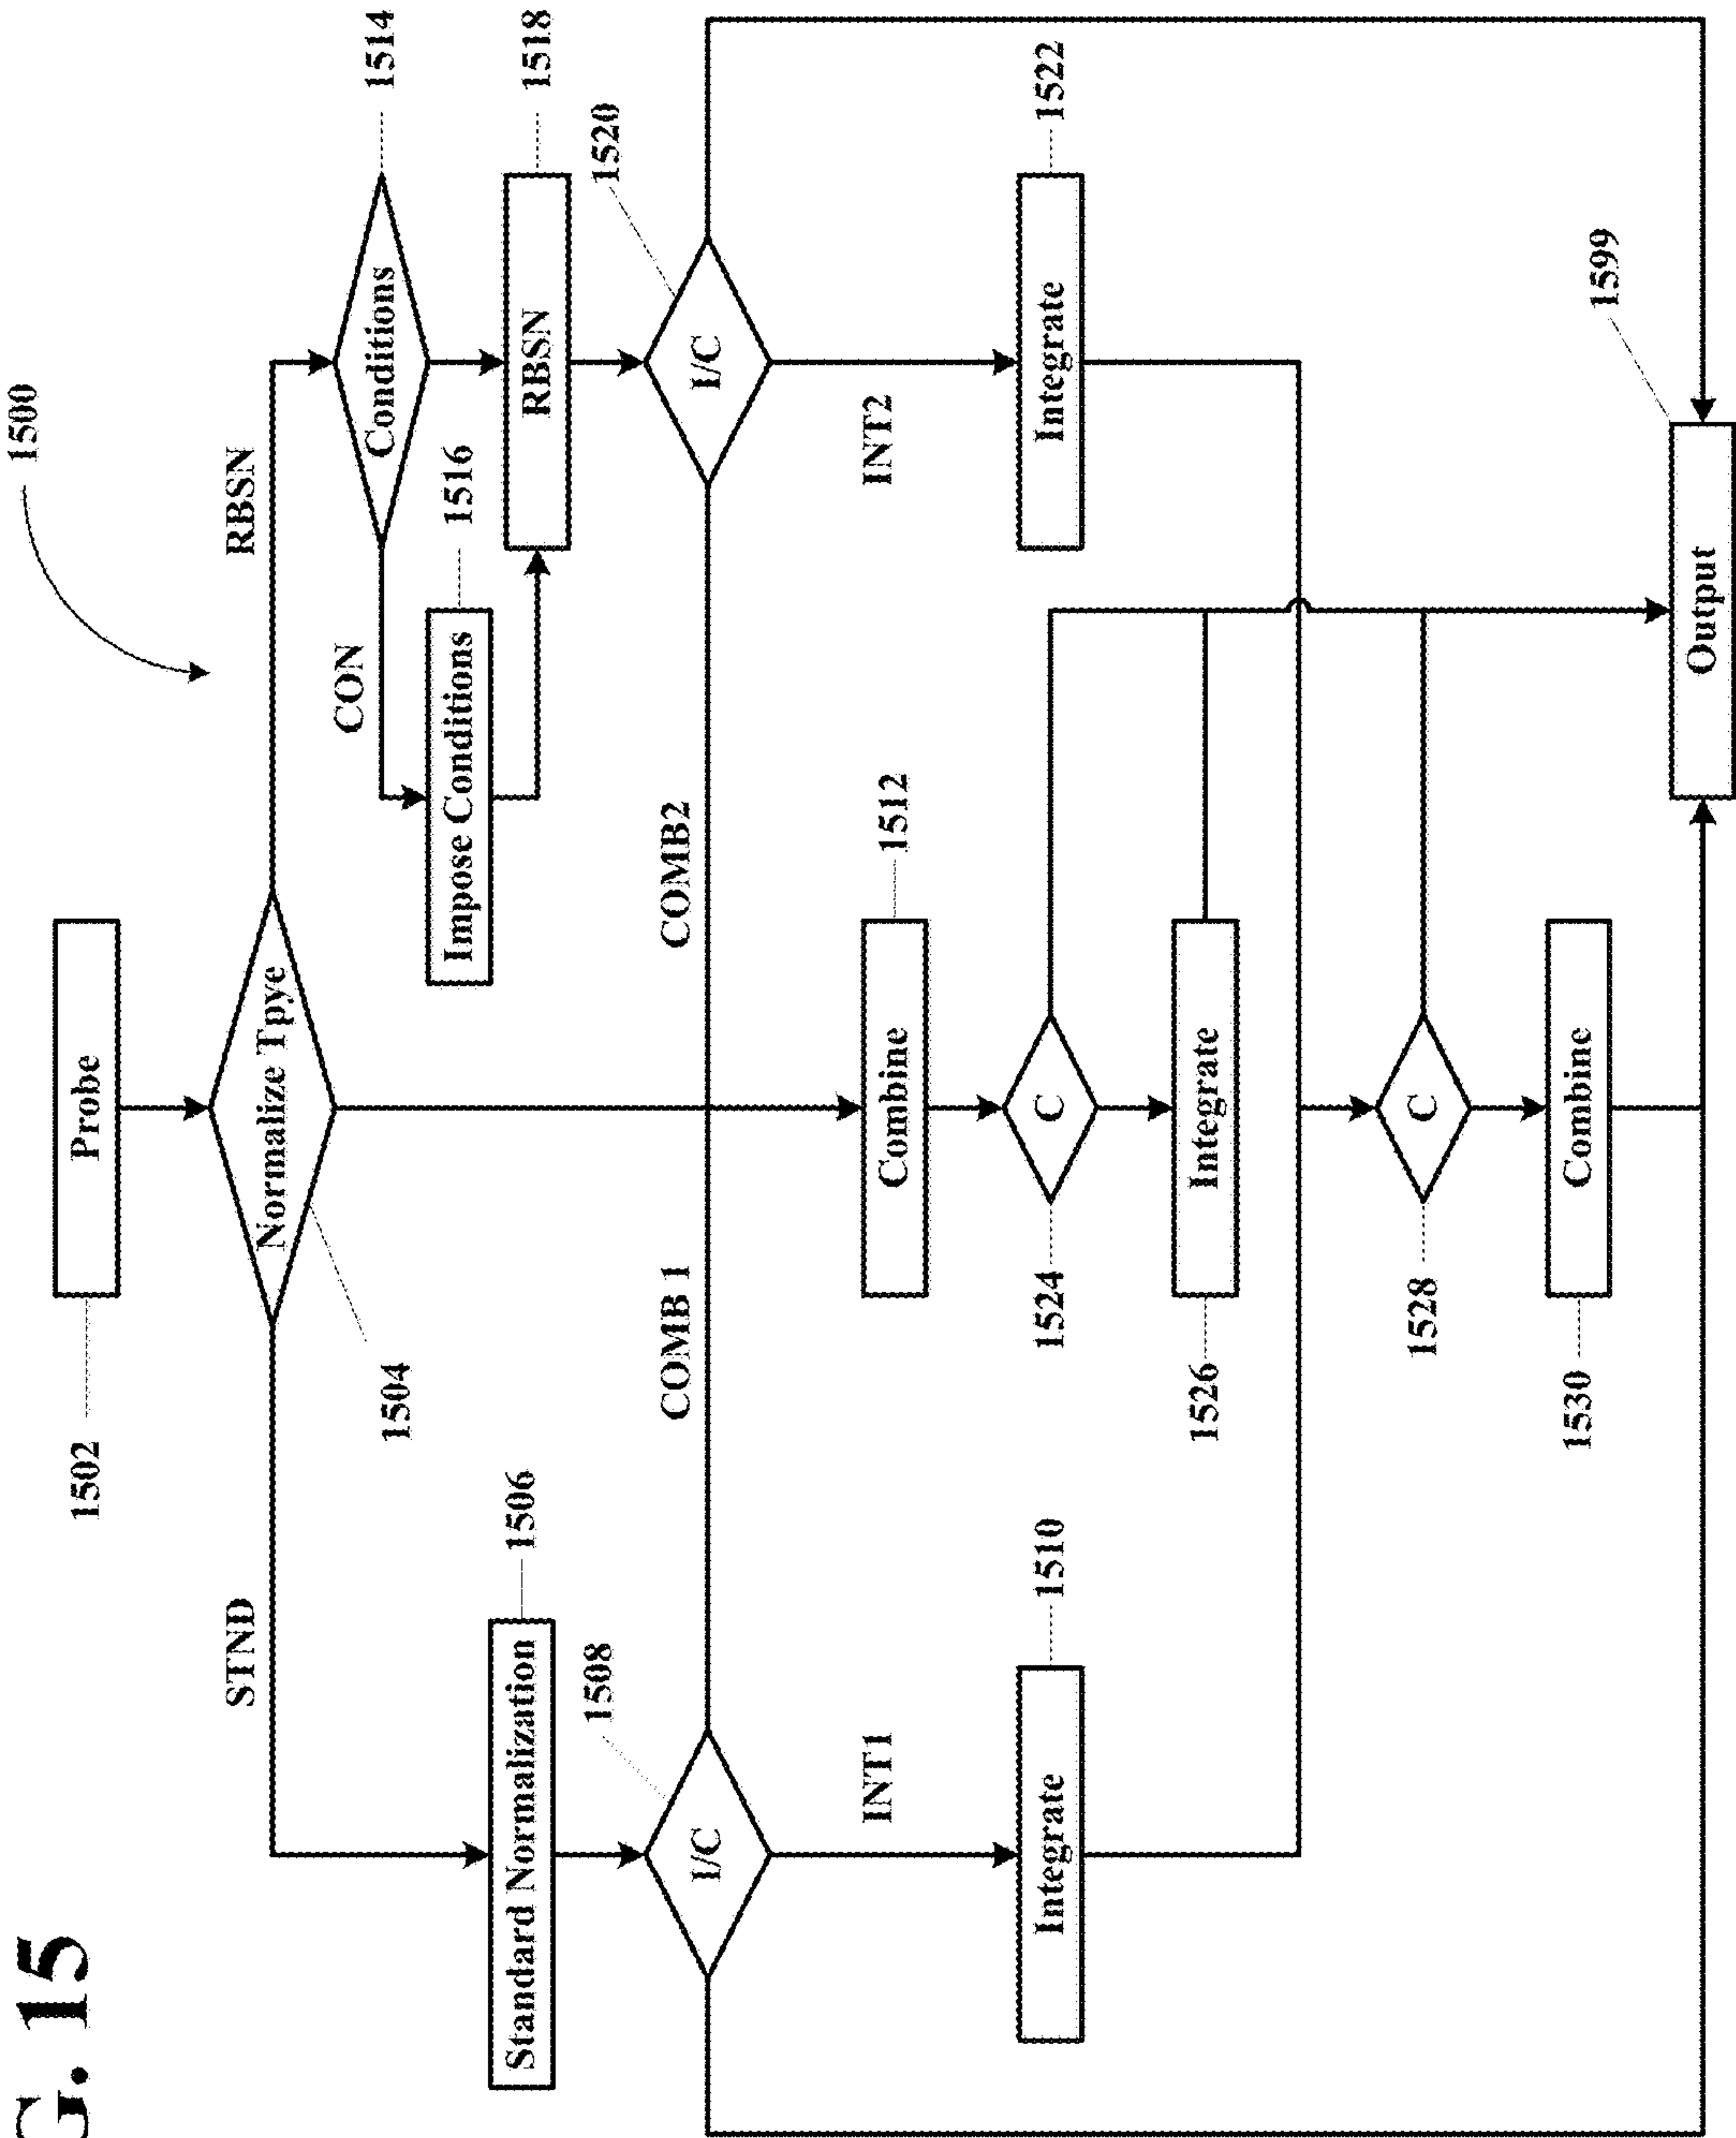 G. 15
1500
1502
Probe
STND
Normalize Tpye
RBSN
1504
CON
Conditions
1514
Impose Conditions
1516
Standard Normalization
1506
RBSN
1518
1508
1520
I/C
COMB 1
COMB2
I/C
INT1
INT2
Combine
1512
Integrate
1510
1524
C
Integrate
1522
1526
Integrate
1528
C
1530
Combine
1599
Output